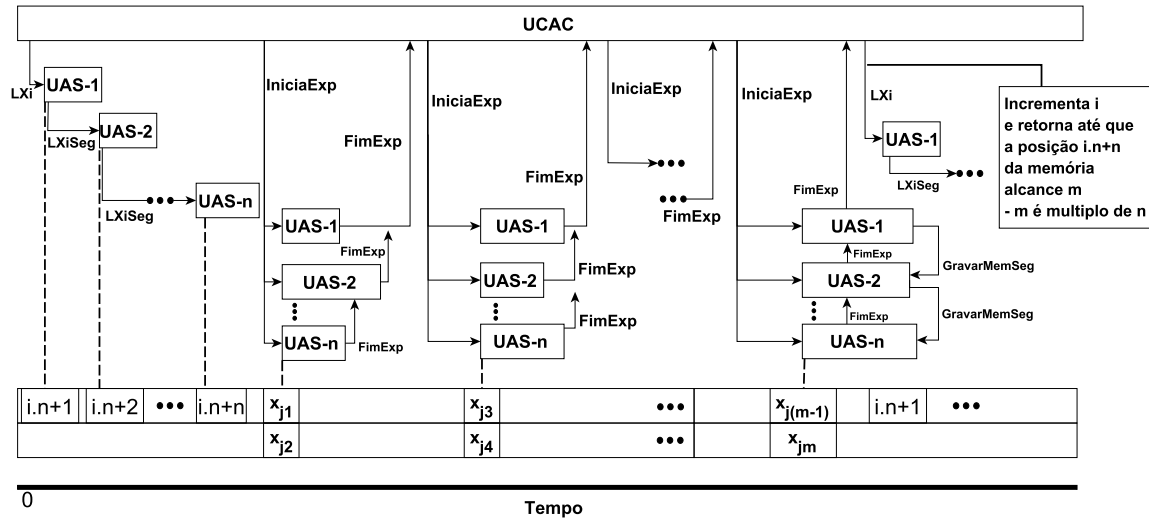 UCAC
LXi
UAS-1
LXiSeg
UAS-2
LXiSeg
UAS-n
IniciaExp
FimExp
UAS-1
FimExp
UAS-2
UAS-n
FimExp
IniciaExp
FimExp
UAS-1
FimExp
UAS-2
FimExp
UAS-n
IniciaExp
FimExp
IniciaExp
FimExp
UAS-1
FimExp
GravarMemSeg
UAS-2
FimExp
GravarMemSeg
UAS-n
LXi
UAS-1
LXiSeg
Incrementa i
e retorna até que
a posição i.n+n
da memória
alcance m
- m é multiplo de n
i.n+1
i.n+2
i.n+n
xj1
xj3
xj(m-1)
i.n+1
xj2
xj4
xjm
0
Tempo